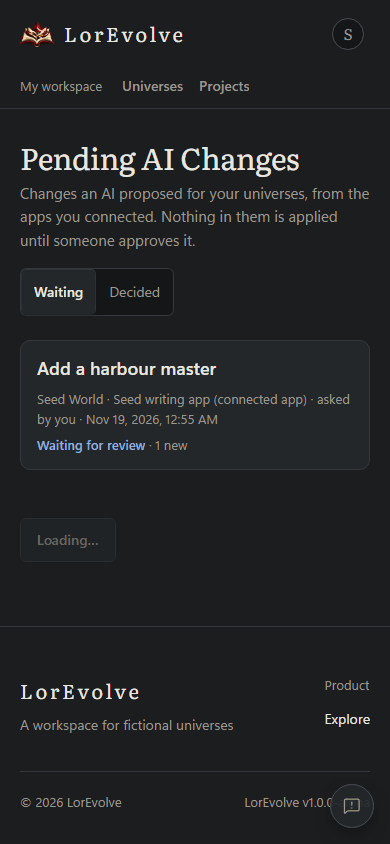 LorEvolve
S
My workspace
Universes
Projects
Pending AI Changes
Changes an AI proposed for your universes, from the
apps you connected. Nothing in them is applied
until someone approves it.
Waiting
Decided
Add a harbour master
Seed World · Seed writing app (connected app) · asked
by you · Nov 19, 2026, 12:55 AM
Waiting for review · 1 new
Loading...
LorEvolve
A workspace for fictional universes
Product
Explore
© 2026 LorEvolve
LorEvolve v1.0.0